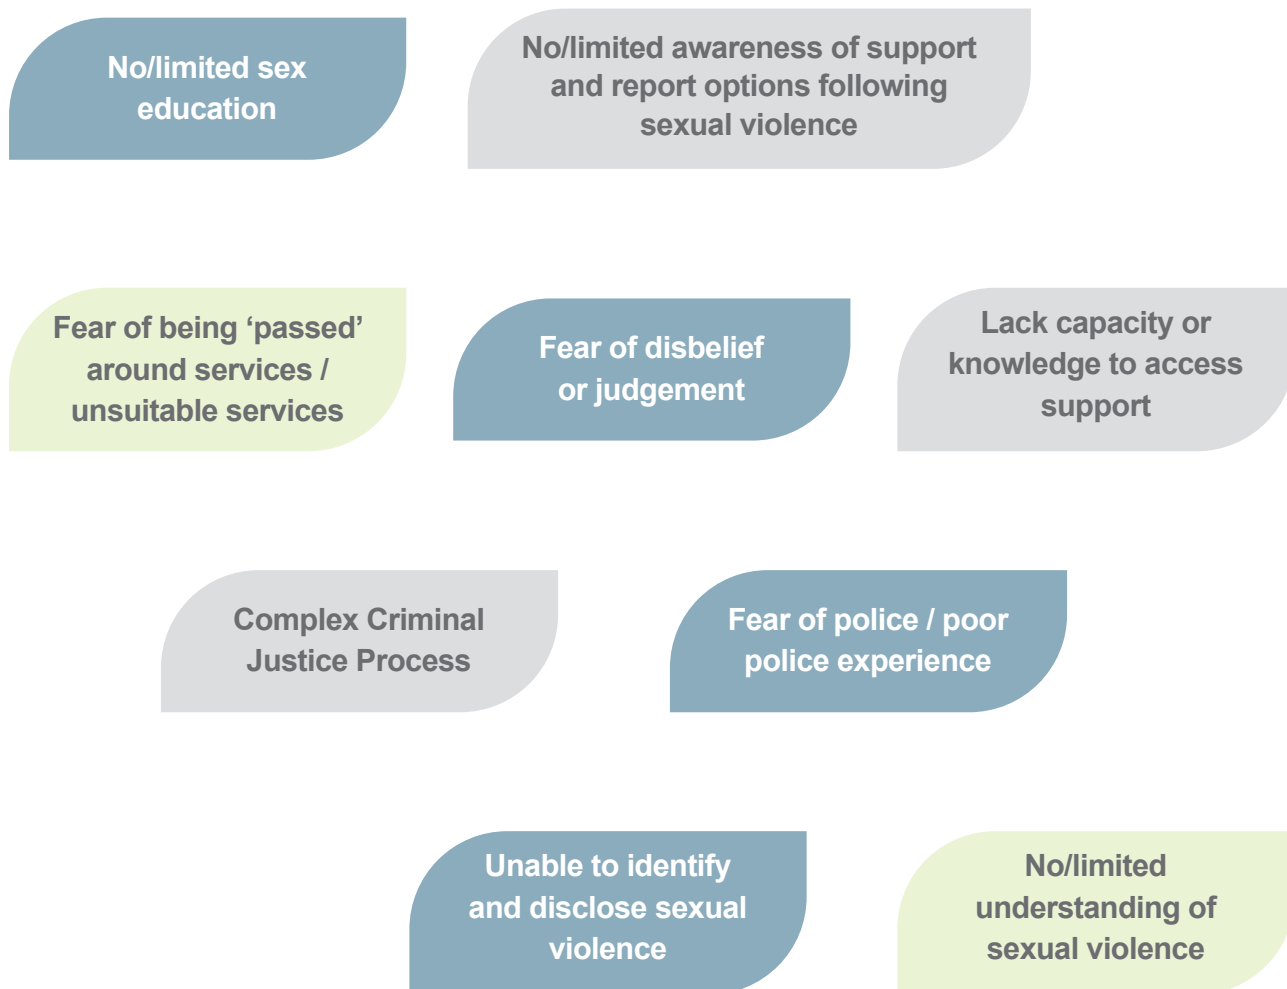 No/limited sex
education
No/limited awareness of support
and report options following
sexual violence
Fear of being ‘passed’
around services /
unsuitable services
Fear of disbelief
or judgement
Lack capacity or
knowledge to access
support
Complex Criminal
Justice Process
Fear of police / poor
police experience
Unable to identify
and disclose sexual
violence
No/limited
understanding of
sexual violence